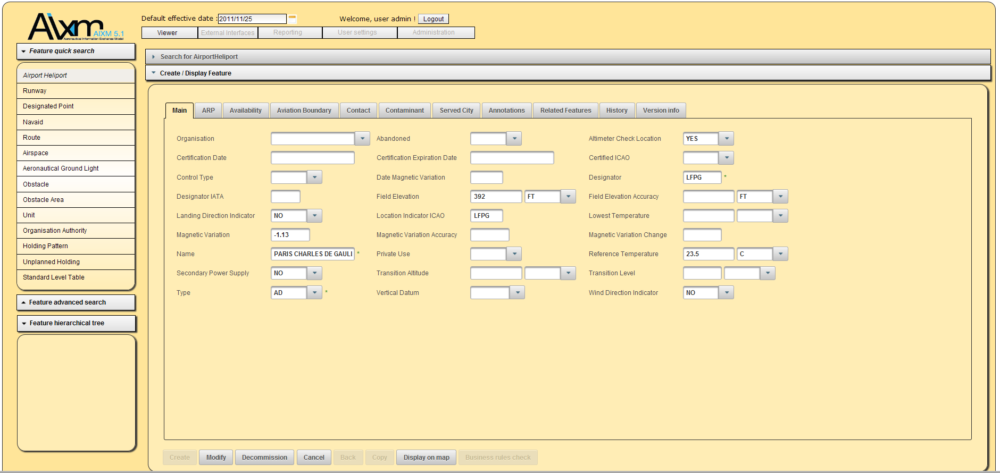 Aixm
AIXM 5.1
Aeronautical Information Exchange Model
Default effective date : 2011/11/25
Welcome, user admin ! Logout
Viewer External Interfaces Reporting User settings Administration
Feature quick search
Airport Heliport
Runway
Designated Point
Navaid
Route
Airspace
Aeronautical Ground Light
Obstacle
Obstacle Area
Unit
Organisation Authority
Holding Pattern
Unplanned Holding
Standard Level Table
Feature advanced search
Feature hierarchical tree
Search for AirportHeliport
Create / Display Feature
Main ARP Availability Aviation Boundary Contact Contaminant Served City Annotations Related Features History Version info
Organisation Abandoned Altimeter Check Location YES
Certification Date Certification Expiration Date Certified ICAO
Control Type Date Magnetic Variation Designator LFPG *
Designator IATA Field Elevation 392 FT Field Elevation Accuracy FT
Landing Direction Indicator NO Location Indicator ICAO LFPG Lowest Temperature
Magnetic Variation -1.13 Magnetic Variation Accuracy Magnetic Variation Change
Name PARIS CHARLES DE GAULI * Private Use Reference Temperature 23.5 C
Secondary Power Supply NO Transition Altitude Transition Level
Type AD * Vertical Datum Wind Direction Indicator NO
Create Modify Decommission Cancel Back Copy Display on map Business rules check